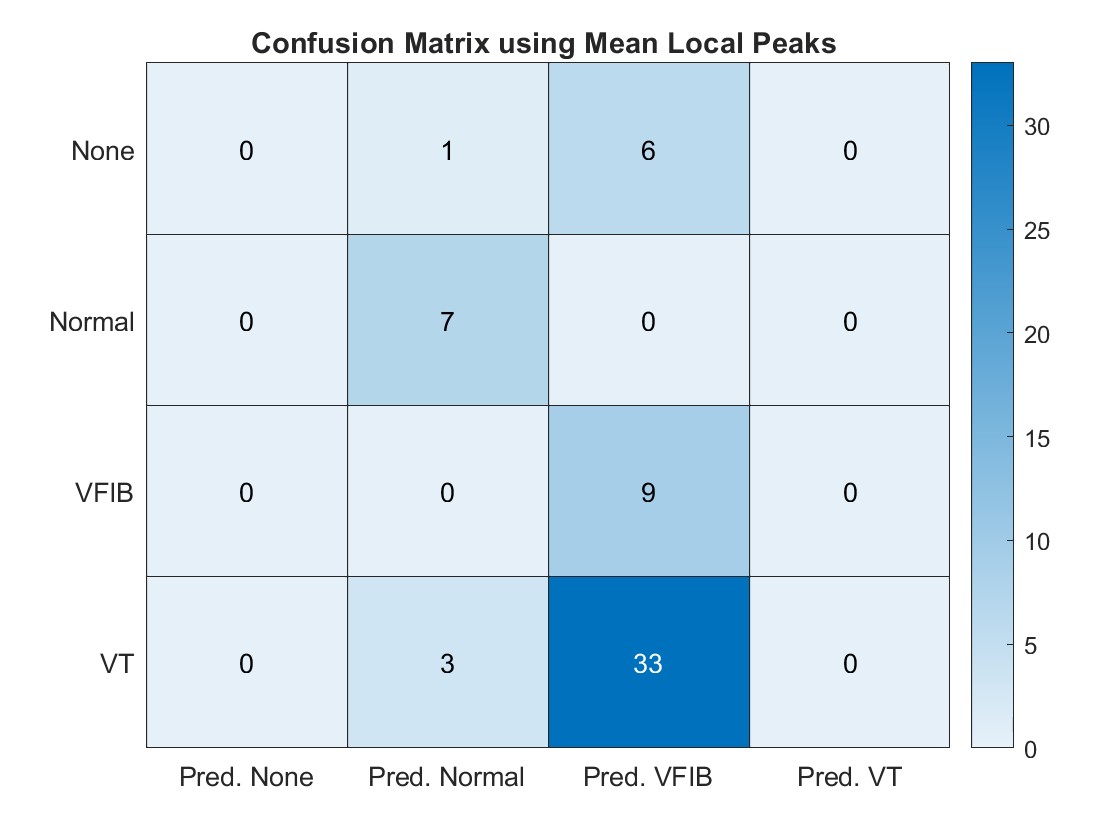 Confusion Matrix using Mean Local Peaks
None 0 1 6 0
Normal 0 7 0 0
VFIB 0 0 9 0
VT 0 3 33 0
Pred. None Pred. Normal Pred. VFIB Pred. VT
30
25
20
15
10
5
0